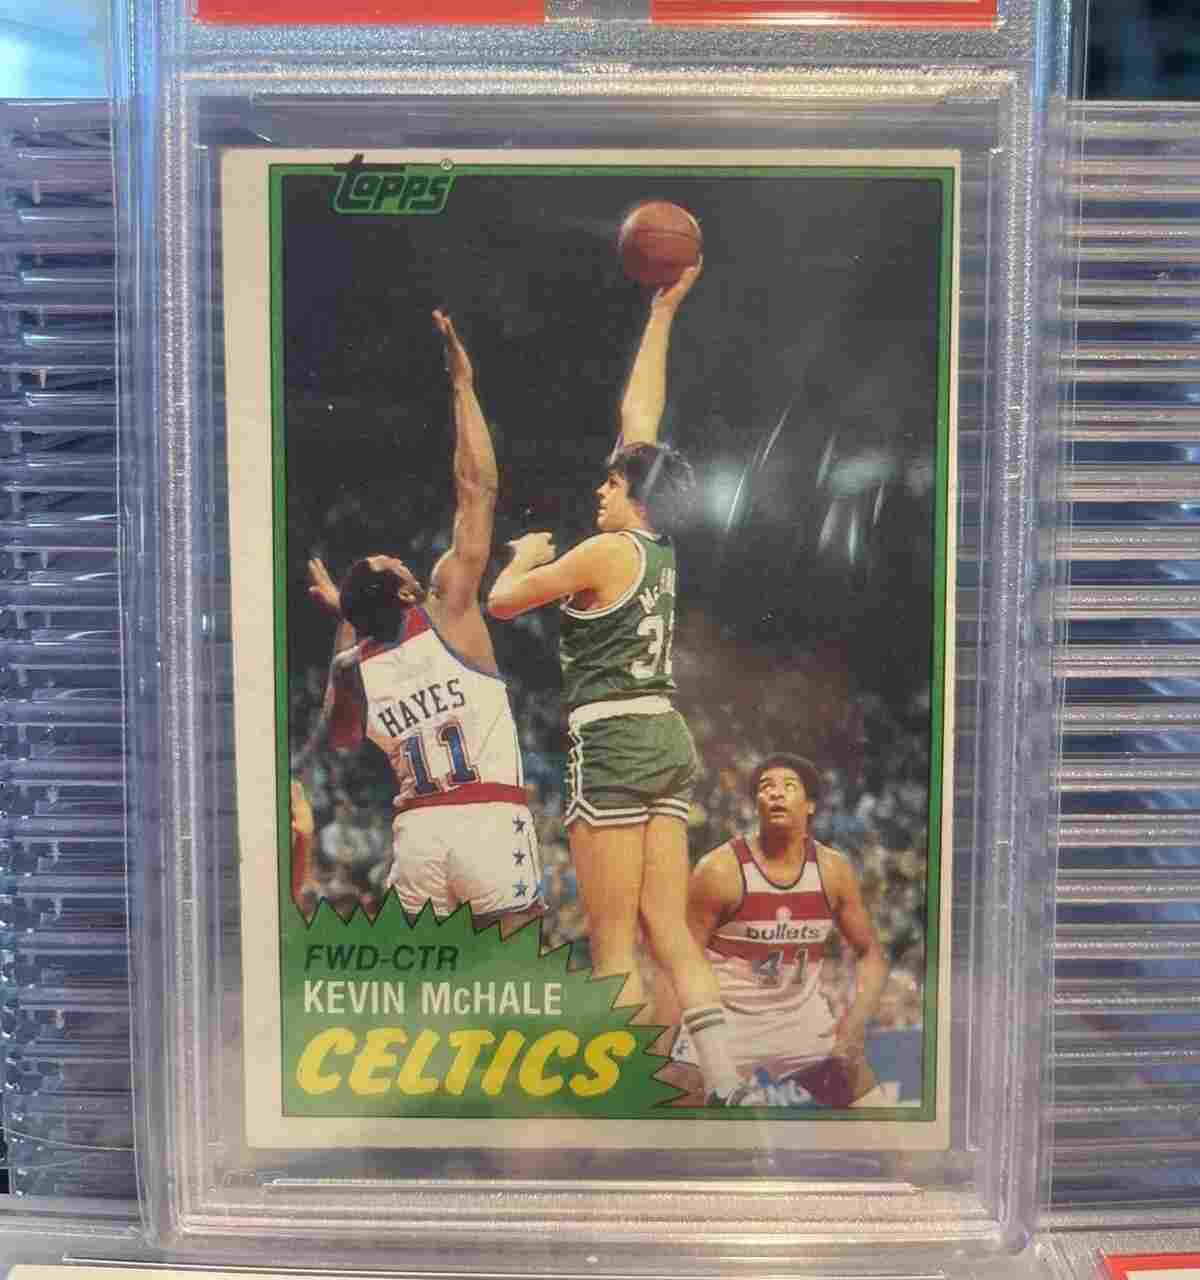 topps®
HAYES
11
bullets
41
FWD-CTR
KEVIN McHALE
CELTICS